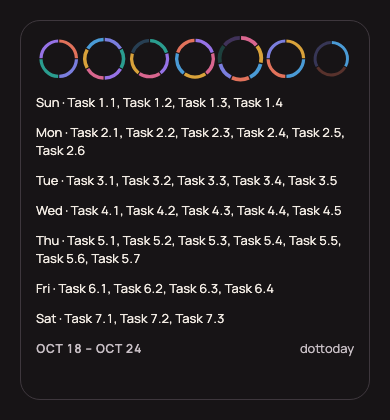 Sun · Task 1.1, Task 1.2, Task 1.3, Task 1.4
Mon · Task 2.1, Task 2.2, Task 2.3, Task 2.4, Task 2.5,
Task 2.6
Tue · Task 3.1, Task 3.2, Task 3.3, Task 3.4, Task 3.5
Wed · Task 4.1, Task 4.2, Task 4.3, Task 4.4, Task 4.5
Thu · Task 5.1, Task 5.2, Task 5.3, Task 5.4, Task 5.5,
Task 5.6, Task 5.7
Fri · Task 6.1, Task 6.2, Task 6.3, Task 6.4
Sat · Task 7.1, Task 7.2, Task 7.3
OCT 18 – OCT 24 dottoday